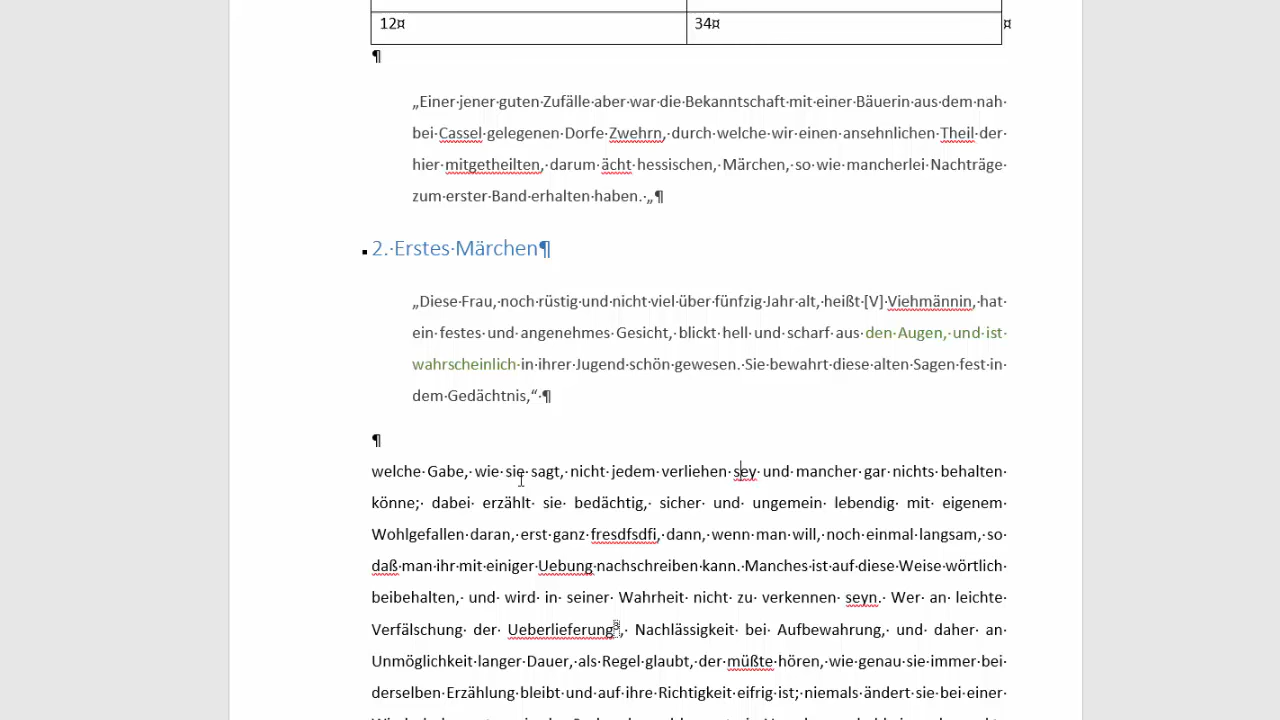 12¤ 34¤ ¤
¶
„Einer·jener·guten·Zufälle·aber·war·die·Bekanntschaft·mit·einer·Bäuerin·aus·dem·nah·
bei·Cassel·gelegenen·Dorfe·Zwehrn,·durch·welche·wir·einen·ansehnlichen·Theil·der·
hier·mitgetheilten,·darum·ächt·hessischen,·Märchen,·so·wie·mancherlei·Nachträge·
zum·erster·Band·erhalten·haben.·„¶
2.·Erstes·Märchen¶
„Diese·Frau,·noch·rüstig·und·nicht·viel·über·fünfzig·Jahr·alt,·heißt·[V]·Viehmännin,·hat·
ein·festes·und·angenehmes·Gesicht,·blickt·hell·und·scharf·aus·den·Augen,·und·ist·
wahrscheinlich·in·ihrer·Jugend·schön·gewesen.·Sie·bewahrt·diese·alten·Sagen·fest·in·
dem·Gedächtnis,“·¶
¶
welche·Gabe,·wie·sie·sagt,·nicht·jedem·verliehen·sey·und·mancher·gar·nichts·behalten·
könne;·dabei·erzählt·sie·bedächtig,·sicher·und·ungemein·lebendig·mit·eigenem·
Wohlgefallen·daran,·erst·ganz·fresdfsdfi,·dann,·wenn·man·will,·noch·einmal·langsam,·so·
daß·man·ihr·mit·einiger·Uebung·nachschreiben·kann.·Manches·ist·auf·diese·Weise·wörtlich·
beibehalten,·und·wird·in·seiner·Wahrheit·nicht·zu·verkennen·seyn.·Wer·an·leichte·
Verfälschung·der·Ueberlieferung,·Nachlässigkeit·bei·Aufbewahrung,·und·daher·an·
Unmöglichkeit·langer·Dauer,·als·Regel·glaubt,·der·müßte·hören,·wie·genau·sie·immer·bei·
derselben·Erzählung·bleibt·und·auf·ihre·Richtigkeit·eifrig·ist;·niemals·ändert·sie·bei·einer·